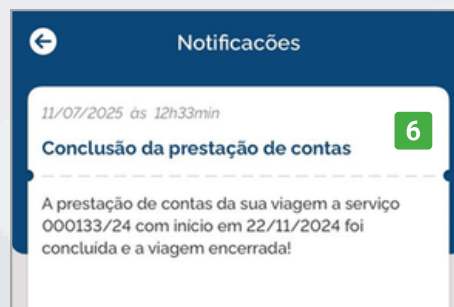 Notificacões
11/07/2025 às 12h33min
Conclusão da prestação de contas
6
A prestação de contas da sua viagem a serviço
000133/24 com início em 22/11/2024 foi
concluída e a viagem encerrada!